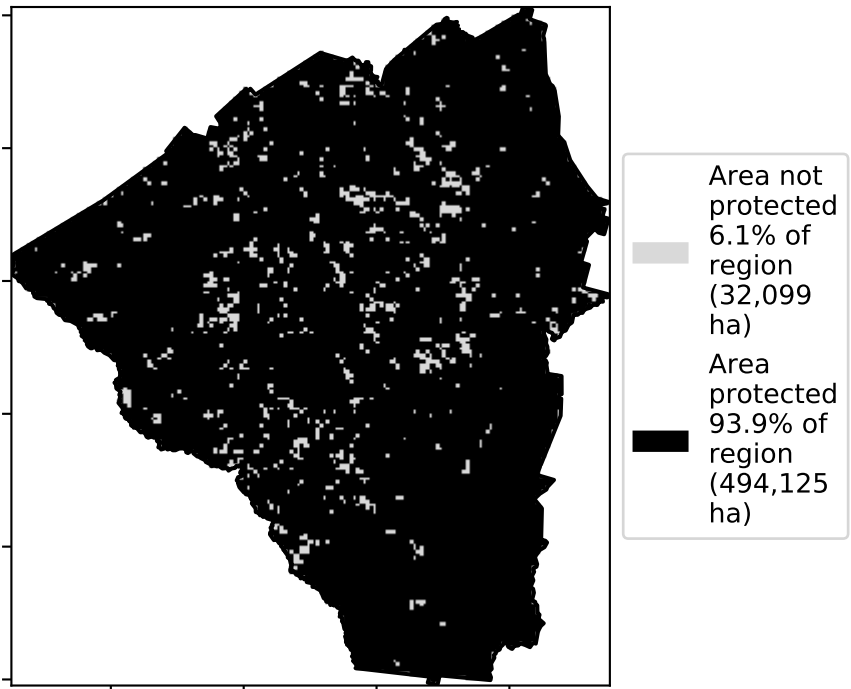 Area not
protected
6.1% of
region
(32,099
ha)
Area
protected
93.9% of
region
(494,125
ha)